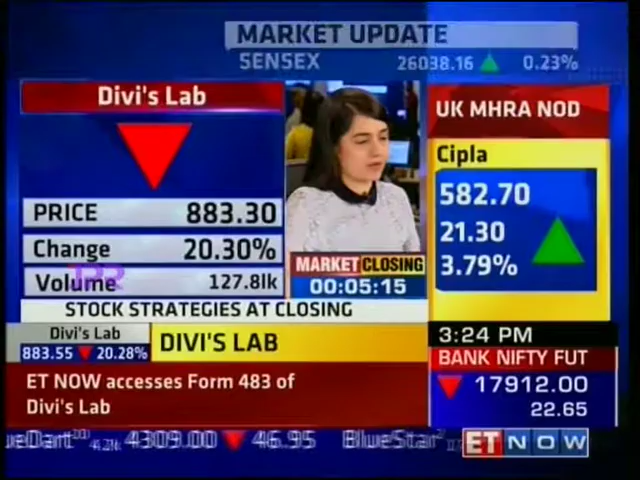 MARKET UPDATE
SENSEX 26038.16 0.23%
Divi's Lab
PRICE 883.30
Change 20.30%
Volume 127.8lk
UK MHRA NOD
Cipla
582.70
21.30
3.79%
MARKET CLOSING
00:05:15
STOCK STRATEGIES AT CLOSING
Divi's Lab
883.55 20.28%
DIVI'S LAB
3:24 PM
BANK NIFTY FUT
17912.00
22.65
ET NOW accesses Form 483 of
Divi's Lab
ueDart 4309.00 46.95 BlueStar
ET NOW